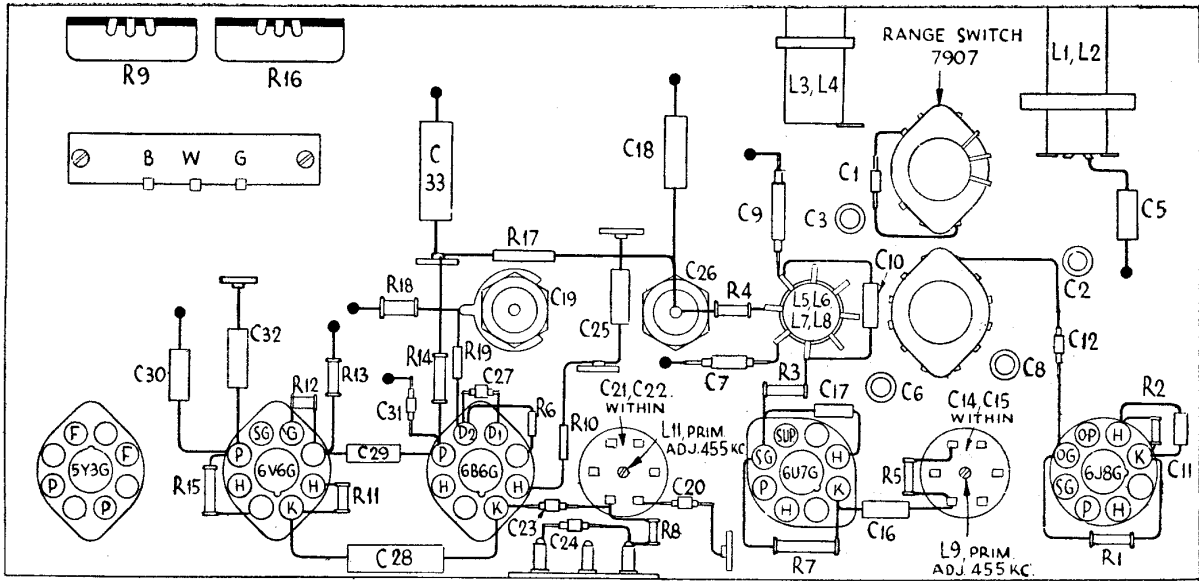 R9
R16
RANGE SWITCH
7907
L3, L4
L1, L2
B W G
C
33
C18
C1
C9
C3
C5
R17
C10
C2
R18
C19
C26
R4
L5, L6
L7, L8
C25
C32
C30
R12
R13
R14
R19
C27
C31
R6
R10
C7
R3
C6
C8
C12
R2
C17
C21, C22
WITHIN
L11, PRIM.
ADJ. 455 KC.
C14, C15
WITHIN
F
F
P
P
5Y3G
SG
G
P
H
H
K
6V6G
C29
R15
R11
D2
D1
P
H
H
K
6B6G
C20
C23
C24
R8
C28
SUP
SG
H
P
K
H
6U7G
R5
C16
R7
L9, PRIM.
ADJ. 455 KC.
OP
H
OG
K
SG
P
H
6J8G
C11
R1